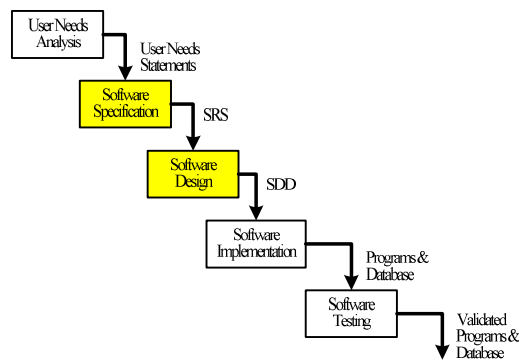 User Needs
Analysis
User Needs
Statements
Software
Specification
SRS
Software
Design
SDD
Software
Implementation
Programs &
Database
Software
Testing
Validated
Programs &
Database